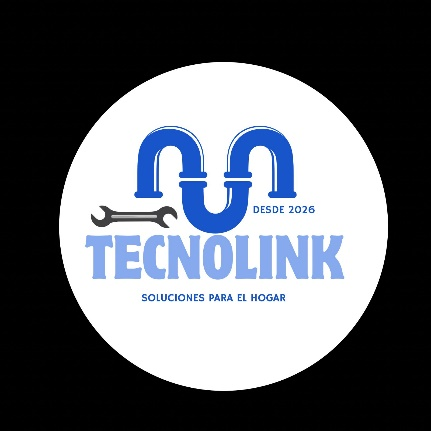 DESDE 2026
TECNOLINK
SOLUCIONES PARA EL HOGAR